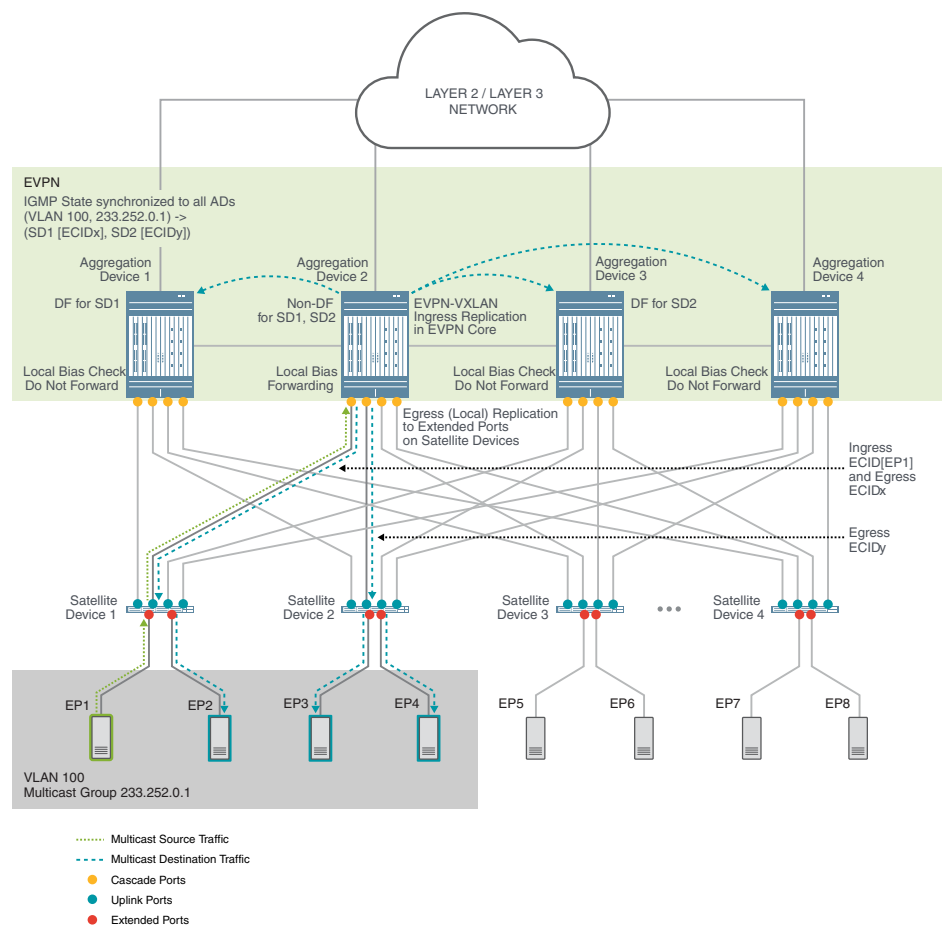 LAYER 2 / LAYER 3
NETWORK
EVPN
IGMP State synchronized to all ADs
(VLAN 100, 233.252.0.1) ->
(SD1 [ECIDx], SD2 [ECIDy])
Aggregation
Device 1
Aggregation
Device 2
Aggregation
Device 3
Aggregation
Device 4
DF for SD1
Non-DF
for SD1, SD2
EVPN-VXLAN
Ingress Replication
in EVPN Core
DF for SD2
Local Bias Check
Do Not Forward
Local Bias
Forwarding
Local Bias Check
Do Not Forward
Local Bias Check
Do Not Forward
Egress (Local) Replication
to Extended Ports
on Satellite Devices
Ingress
ECID[EP1]
and Egress
ECIDx
Egress
ECIDy
Satellite
Device 1
Satellite
Device 2
Satellite
Device 3
Satellite
Device 4
EP1
EP2
EP3
EP4
EP5
EP6
EP7
EP8
VLAN 100
Multicast Group 233.252.0.1
Multicast Source Traffic
Multicast Destination Traffic
Cascade Ports
Uplink Ports
Extended Ports